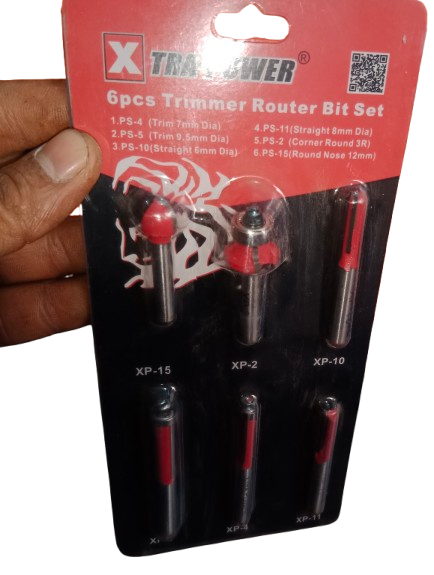 X XTRA POWER®
6pcs Trimmer Router Bit Set
1.PS-4 (Trim 7mm Dia)
2.PS-5 (Trim 9.5mm Dia)
3.PS-10(Straight 6mm Dia)
4.PS-11(Straight 8mm Dia)
5.PS-2 (Corner Round 3R)
6.PS-15(Round Nose 12mm)
XP-15
XP-2
XP-10
XP-11